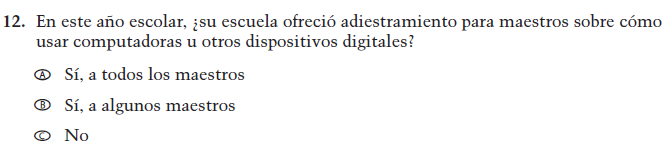 12. En este año escolar, ¿su escuela ofreció adiestramiento para maestros sobre cómo
usar computadoras u otros dispositivos digitales?
Ⓐ Sí, a todos los maestros
Ⓑ Sí, a algunos maestros
Ⓒ No